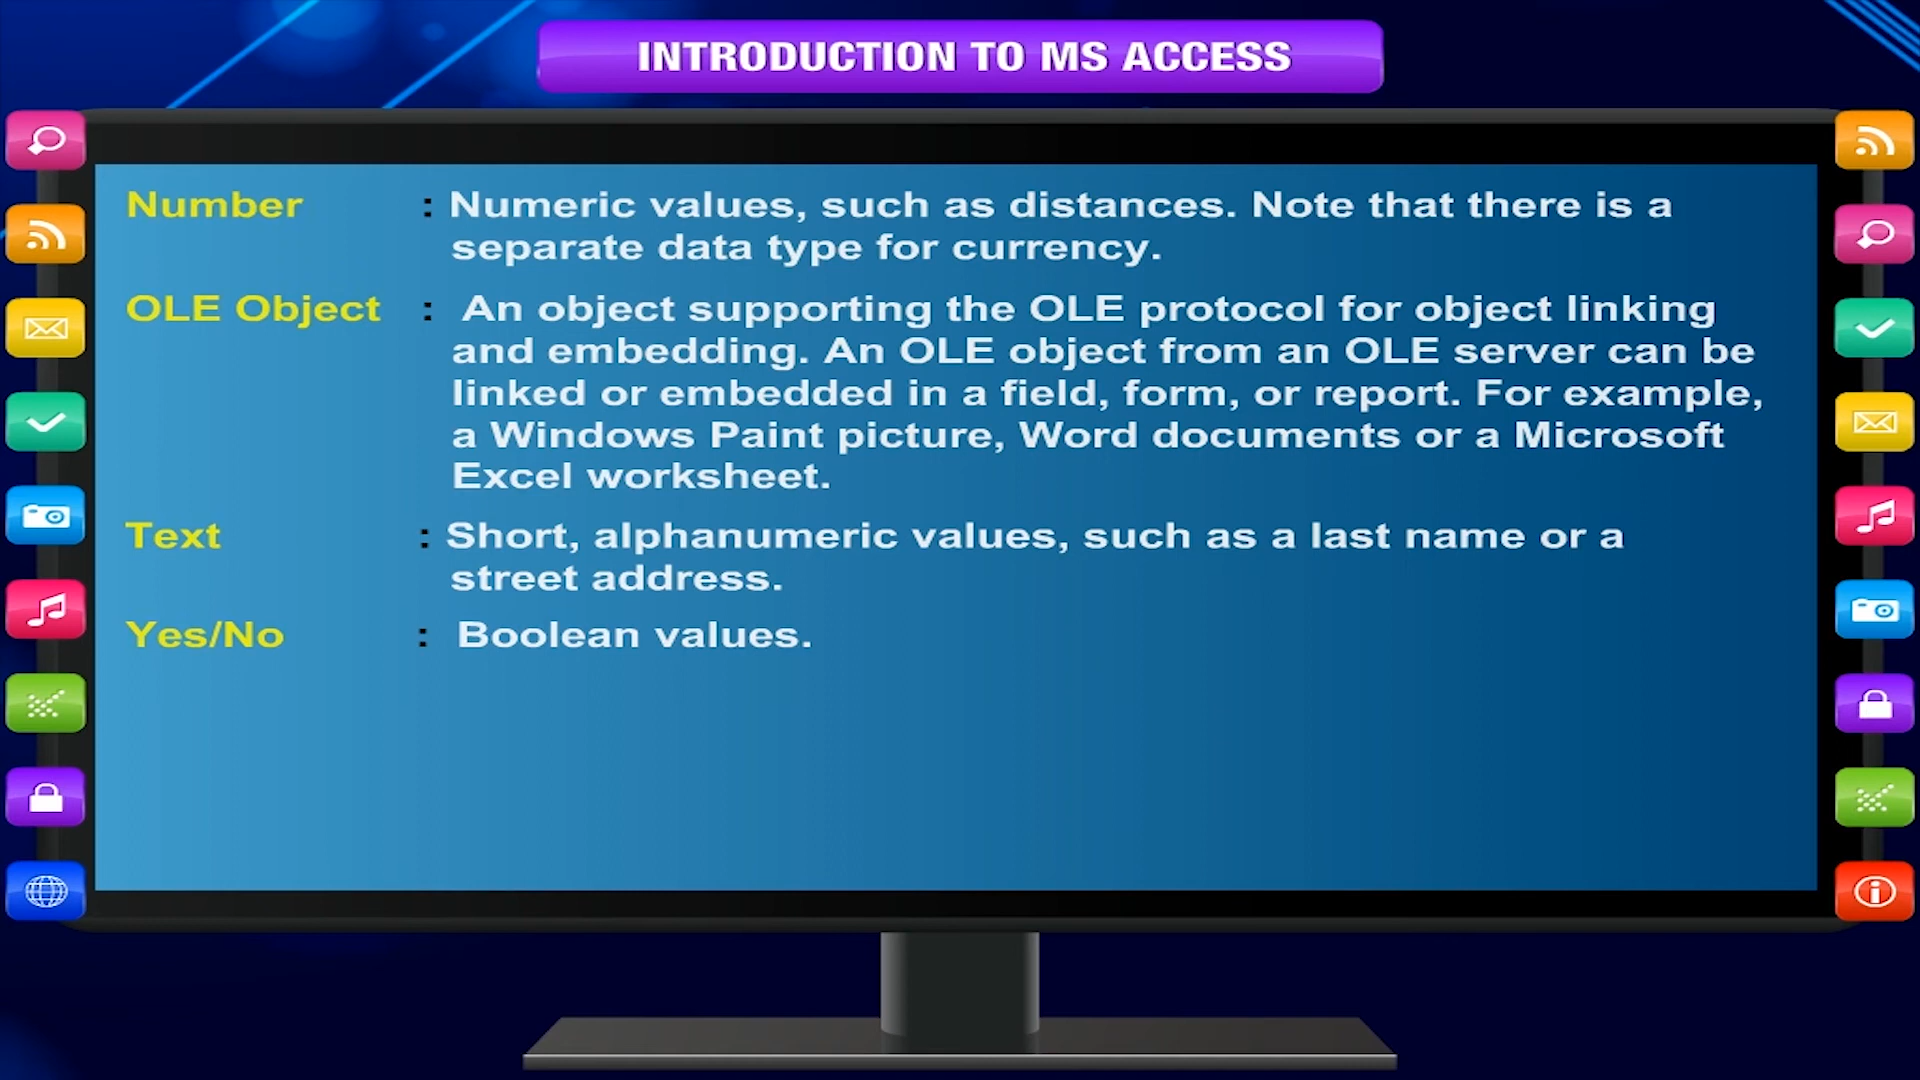 INTRODUCTION TO MS ACCESS
Number : Numeric values, such as distances. Note that there is a
separate data type for currency.
OLE Object : An object supporting the OLE protocol for object linking
and embedding. An OLE object from an OLE server can be
linked or embedded in a field, form, or report. For example,
a Windows Paint picture, Word documents or a Microsoft
Excel worksheet.
Text : Short, alphanumeric values, such as a last name or a
street address.
Yes/No : Boolean values.